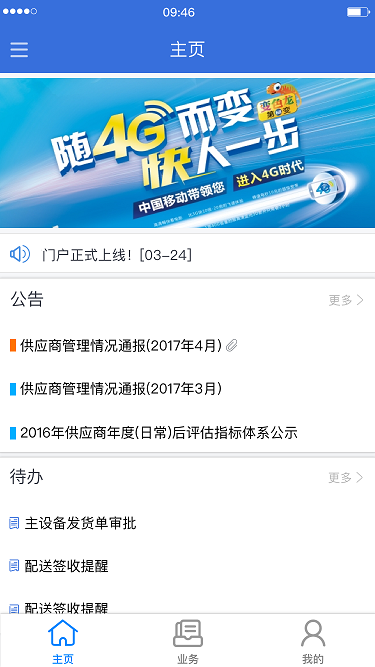 09:46
主页
随4G而变
快人一步
变色龙
中国移动带领您 进入4G时代
门户正式上线！[03-24]
公告
更多
供应商管理情况通报(2017年4月)
供应商管理情况通报(2017年3月)
2016年供应商年度(日常)后评估指标体系公示
待办
更多
主设备发货单审批
配送签收提醒
配送签收提醒
主页
业务
我的